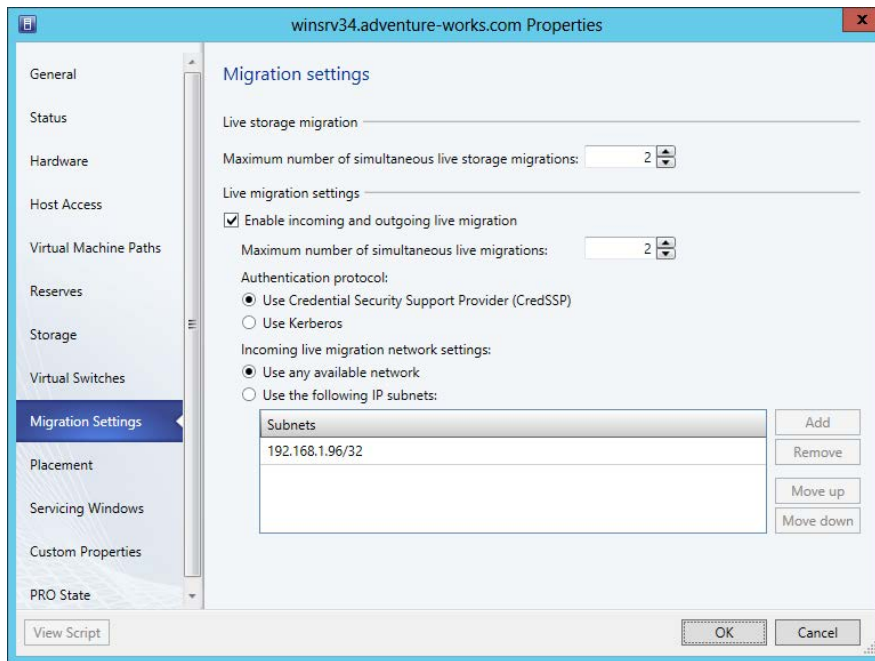 winsrv34.adventure-works.com Properties
x
General
Status
Hardware
Host Access
Virtual Machine Paths
Reserves
Storage
Virtual Switches
Migration Settings
Placement
Servicing Windows
Custom Properties
PRO State
Migration settings
Live storage migration
Maximum number of simultaneous live storage migrations: 2
Live migration settings
Enable incoming and outgoing live migration
Maximum number of simultaneous live migrations: 2
Authentication protocol:
Use Credential Security Support Provider (CredSSP)
Use Kerberos
Incoming live migration network settings:
Use any available network
Use the following IP subnets:
Subnets
192.168.1.96/32
Add
Remove
Move up
Move down
View Script
OK
Cancel